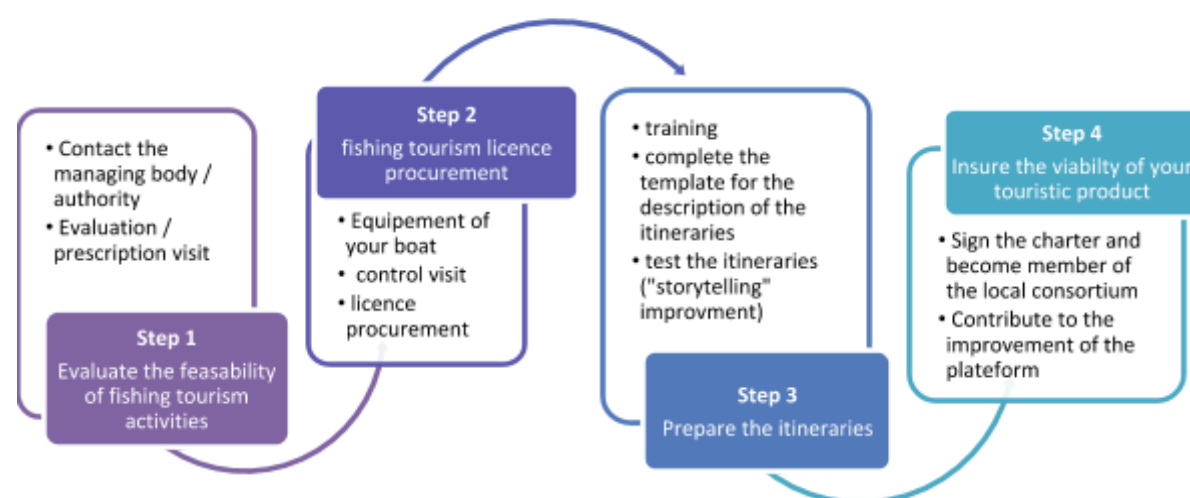 • Contact the
managing body /
authority
• Evaluation /
prescription visit
Step 1
Evaluate the feasability
of fishing tourism
activities
Step 2
fishing tourism licence
procurement
• Equipement of
your boat
• control visit
• licence
procurement
• training
• complete the
template for the
description of the
itineraries
• test the itineraries
("storytelling"
improvment)
Step 3
Prepare the itineraries
Step 4
Insure the viabilty of your
touristic product
• Sign the charter and
become member of
the local consortium
• Contribute to the
improvement of the
plateform